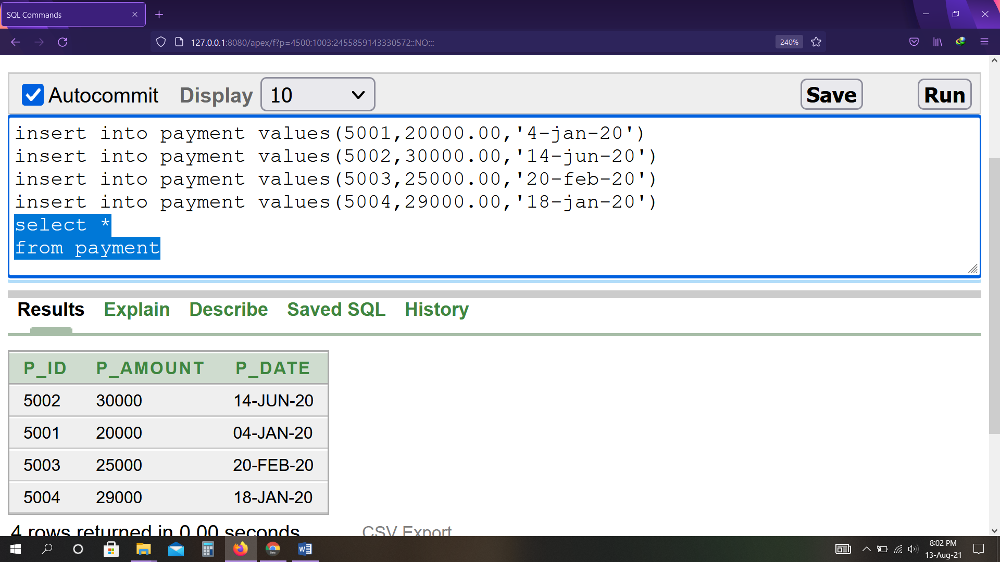 SQL Commands
127.0.0.1:8080/apex/f?p=4500:1003:2455859143330572::NO:::
240%
Autocommit Display 10 Save Run
insert into payment values(5001,20000.00,'4-jan-20')
insert into payment values(5002,30000.00,'14-jun-20')
insert into payment values(5003,25000.00,'20-feb-20')
insert into payment values(5004,29000.00,'18-jan-20')
select *
from payment
Results Explain Describe Saved SQL History
P_ID P_AMOUNT P_DATE
5002 30000 14-JUN-20
5001 20000 04-JAN-20
5003 25000 20-FEB-20
5004 29000 18-JAN-20
4 rows returned in 0.00 seconds CSV Export
8:02 PM
13-Aug-21